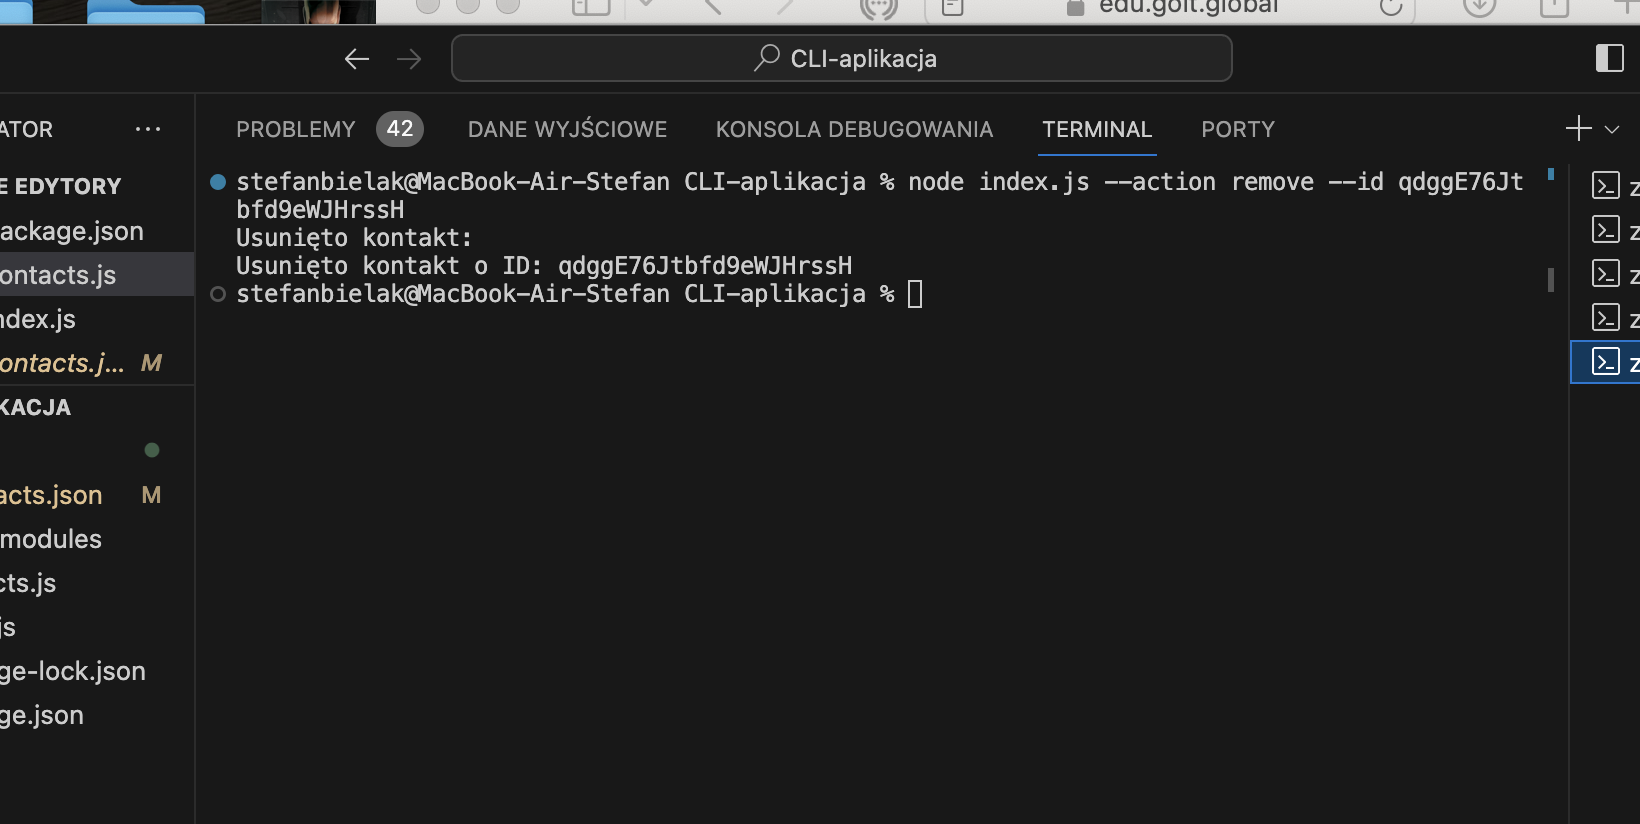 edu.goit.global
CLI-aplikacja
ATOR
PROBLEMY 42 DANE WYJŚCIOWE KONSOLA DEBUGOWANIA TERMINAL PORTY
E EDYTORY
ackage.json
ontacts.js
ndex.js
ontacts.j... M
KACJA
acts.json M
modules
cts.js
js
ge-lock.json
ge.json
stefanbielak@MacBook-Air-Stefan CLI-aplikacja % node index.js --action remove --id qdggE76Jt
bfd9eWJHrssH
Usunięto kontakt:
Usunięto kontakt o ID: qdggE76Jtbfd9eWJHrssH
stefanbielak@MacBook-Air-Stefan CLI-aplikacja %
z
z
z
z
z